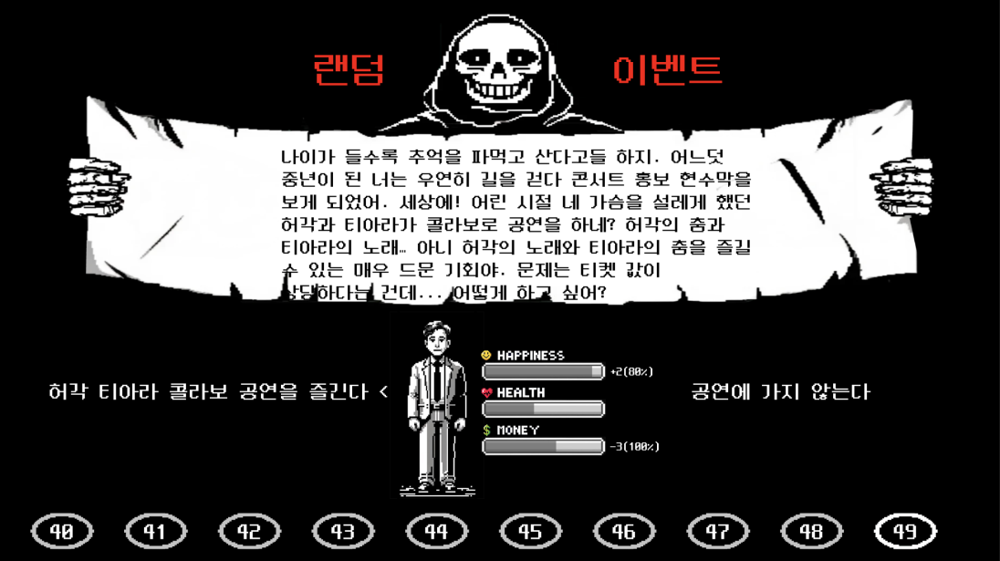 랜덤 이벤트
나이가 들수록 추억을 파먹고 산다고들 하지. 어느덧
중년이 된 너는 우연히 길을 걷다 콘서트 홍보 현수막을
보게 되었어. 세상에! 어린 시절 네 가슴을 설레게 했던
허각과 티아라가 콜라보로 공연을 하네? 허각의 춤과
티아라의 노래… 아니 허각의 노래와 티아라의 춤을 즐길
수 있는 매우 드문 기회야. 문제는 티켓 값이
상당하다는 건데... 어떻게 하고 싶어?
HAPPINESS
+2(80%)
허각 티아라 콜라보 공연을 즐긴다 <
HEALTH
공연에 가지 않는다
$ MONEY
-3(100%)
40 41 42 43 44 45 46 47 48 49